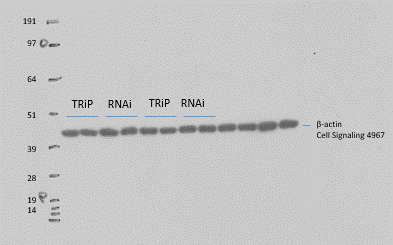 191
97
64
51
39
28
19
14
TRiP RNAi TRiP RNAi
β-actin
Cell Signaling 4967